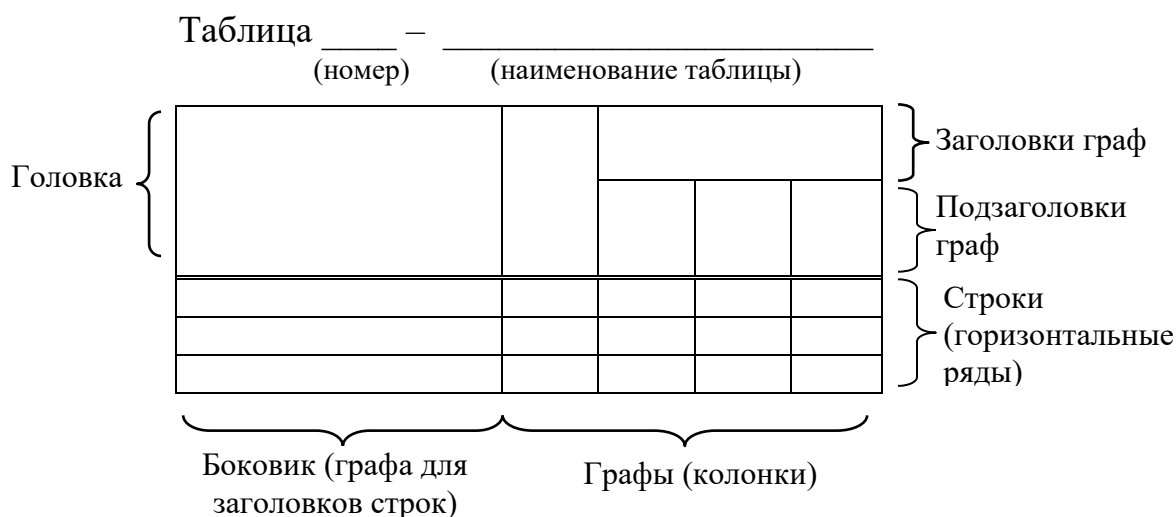 Таблица ____ – _______________________
(номер) (наименование таблицы)
Головка
Заголовки граф
Подзаголовки
граф
Строки
(горизонтальные
ряды)
Боковик (графа для
заголовков строк)
Графы (колонки)